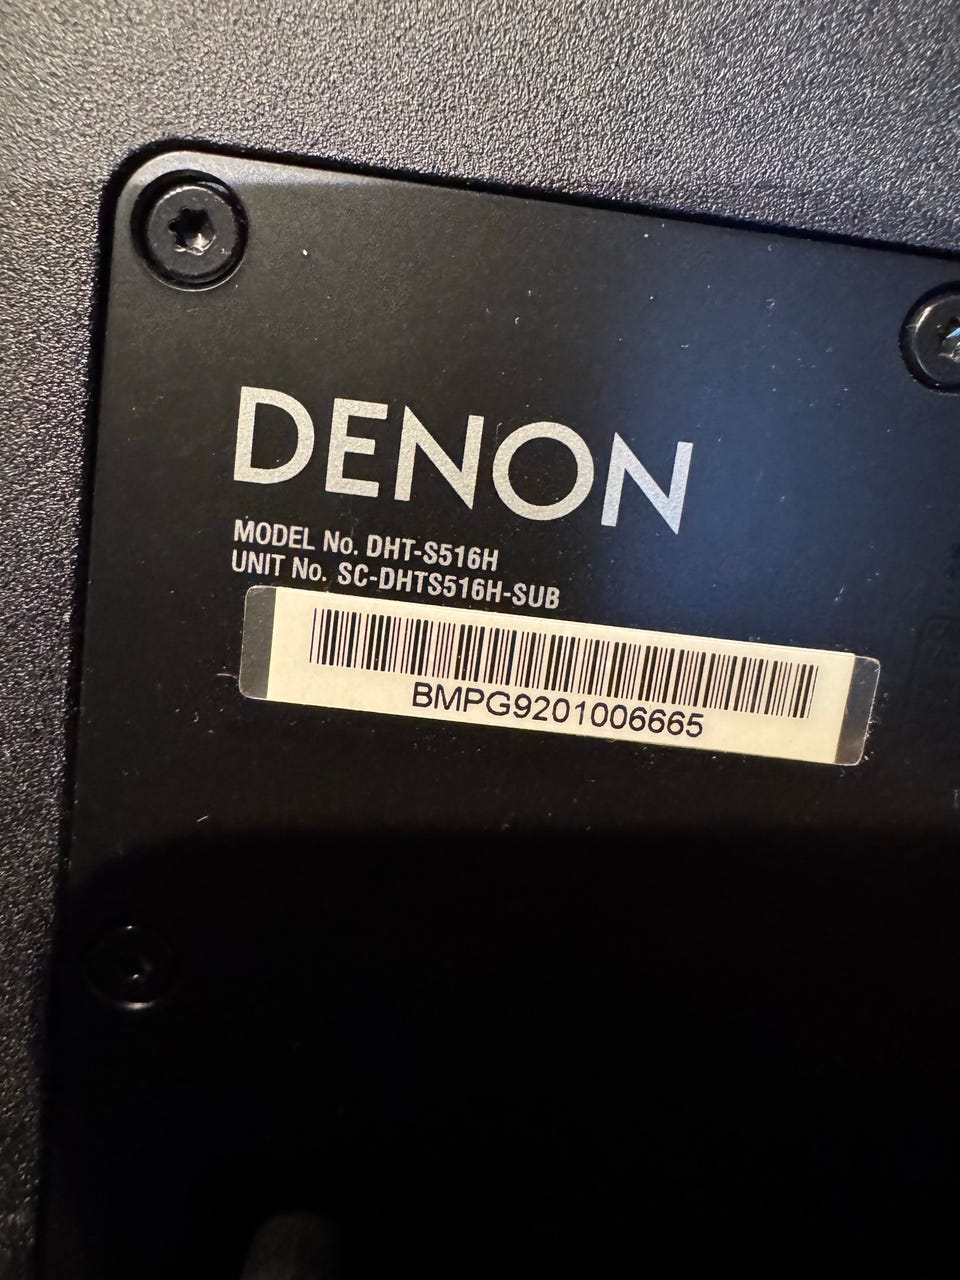 DENON
MODEL No. DHT-S516H
UNIT No. SC-DHTS516H-SUB
BMPG9201006665